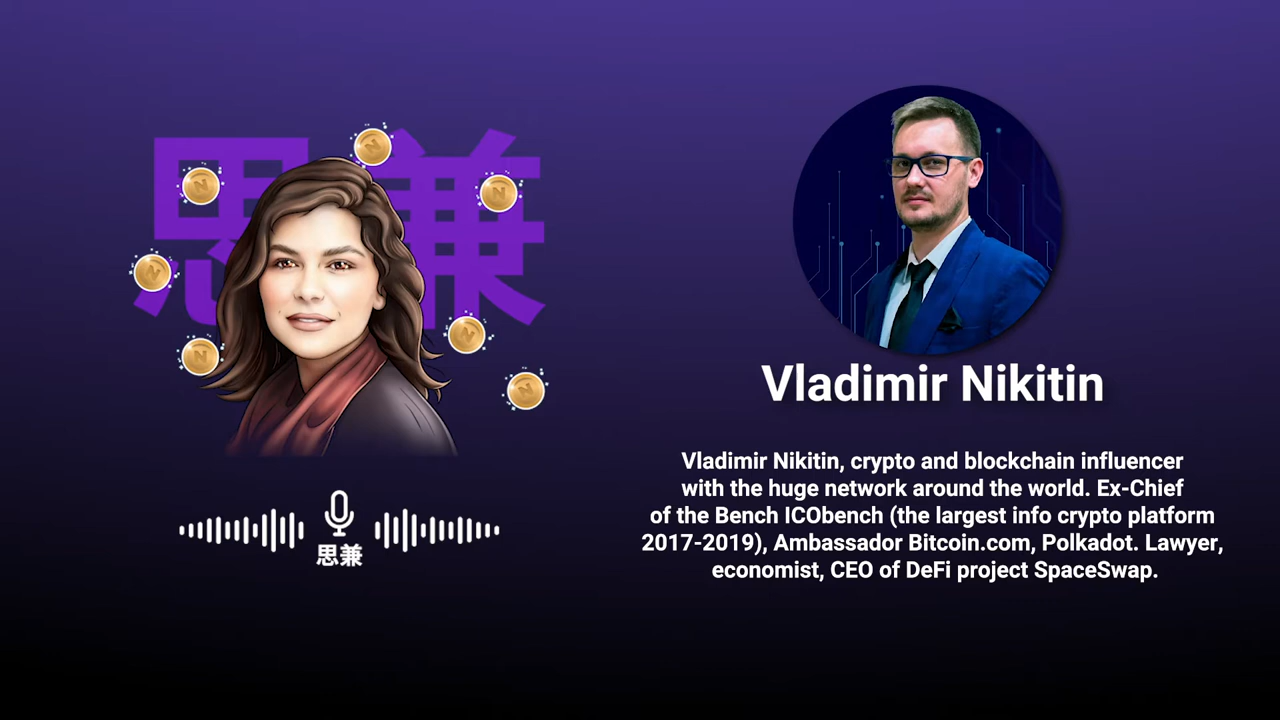 思兼
思兼
Vladimir Nikitin
Vladimir Nikitin, crypto and blockchain influencer
with the huge network around the world. Ex-Chief
of the Bench ICObench (the largest info crypto platform
2017-2019), Ambassador Bitcoin.com, Polkadot. Lawyer,
economist, CEO of DeFi project SpaceSwap.